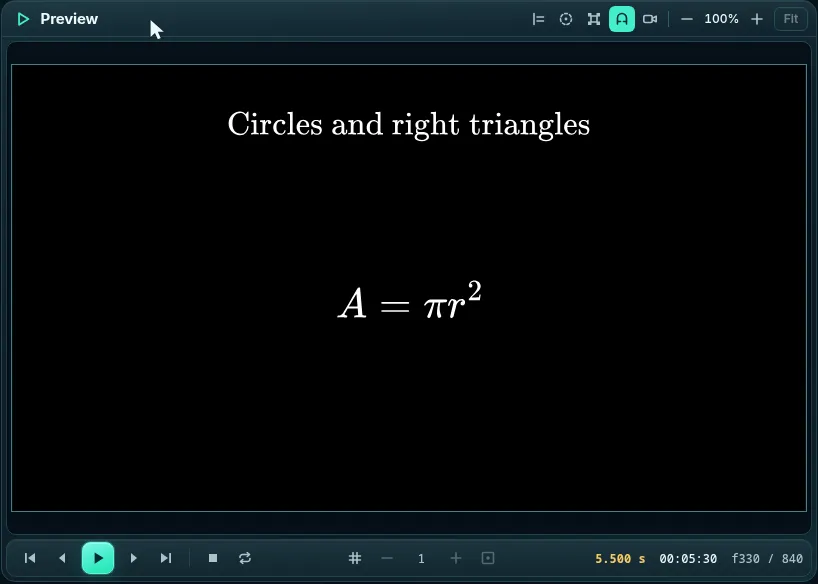 Preview
100%
Fit
Circles and right triangles
A = πr²
1
5.500 s
00:05:30
f330 / 840